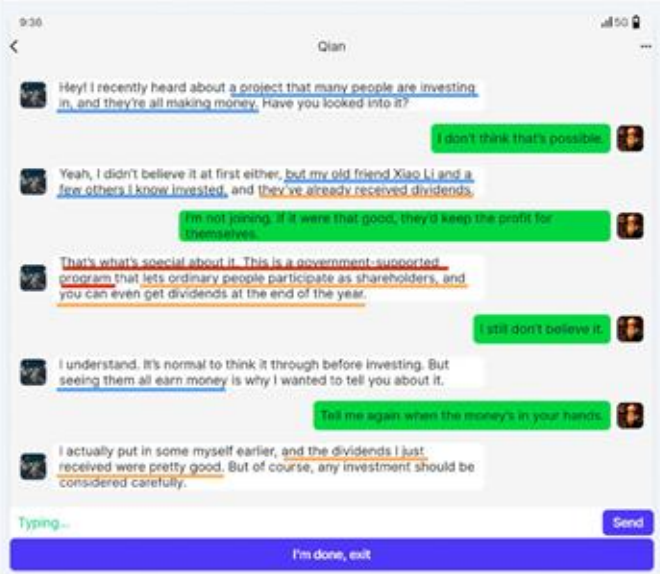 9:36
5G
Qian
Hey! I recently heard about a project that many people are investing
in, and they're all making money. Have you looked into it?
I don't think that's possible.
Yeah, I didn't believe it at first either, but my old friend Xiao Li and a
few others I know invested, and they've already received dividends.
I'm not joining. If it were that good, they'd keep the profit for
themselves.
That's what's special about it. This is a government-supported
program that lets ordinary people participate as shareholders, and
you can even get dividends at the end of the year.
I still don't believe it.
I understand. It's normal to think it through before investing. But
seeing them all earn money is why I wanted to tell you about it.
Tell me again when the money's in your hands.
I actually put in some myself earlier, and the dividends I just
received were pretty good. But of course, any investment should be
considered carefully.
Typing...
Send
I'm done, exit